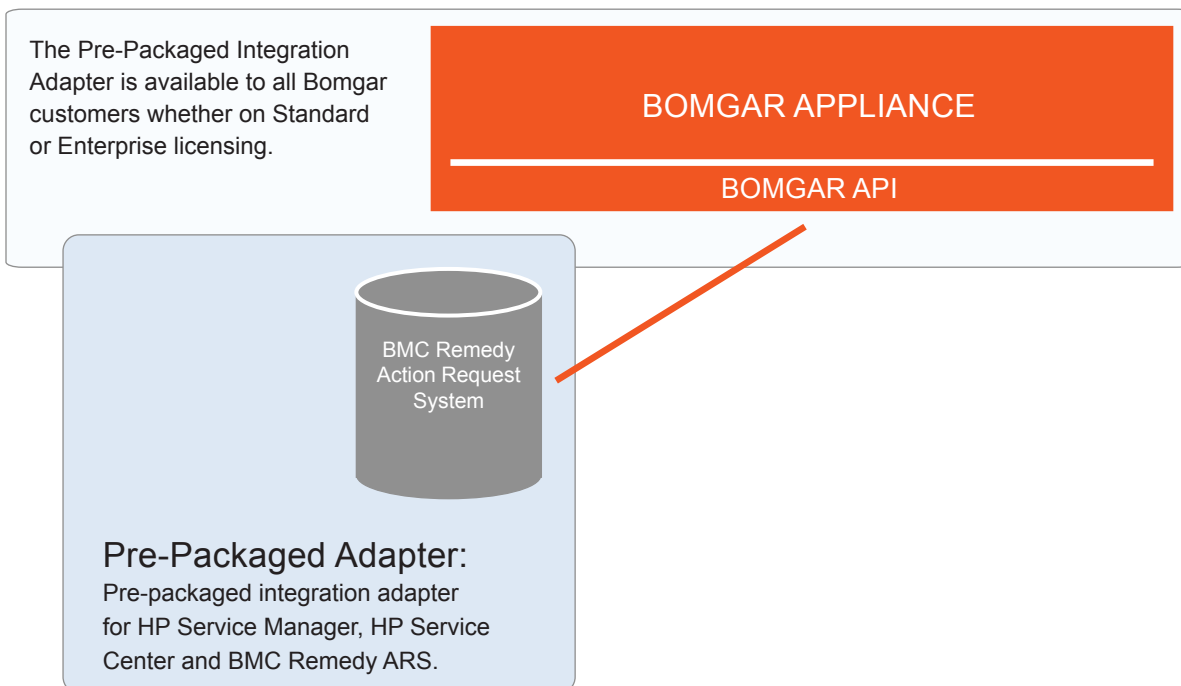 The Pre-Packaged Integration
Adapter is available to all Bomgar
customers whether on Standard
or Enterprise licensing.
BOMGAR APPLIANCE
BOMGAR API
BMC Remedy
Action Request
System
Pre-Packaged Adapter:
Pre-packaged integration adapter
for HP Service Manager, HP Service
Center and BMC Remedy ARS.